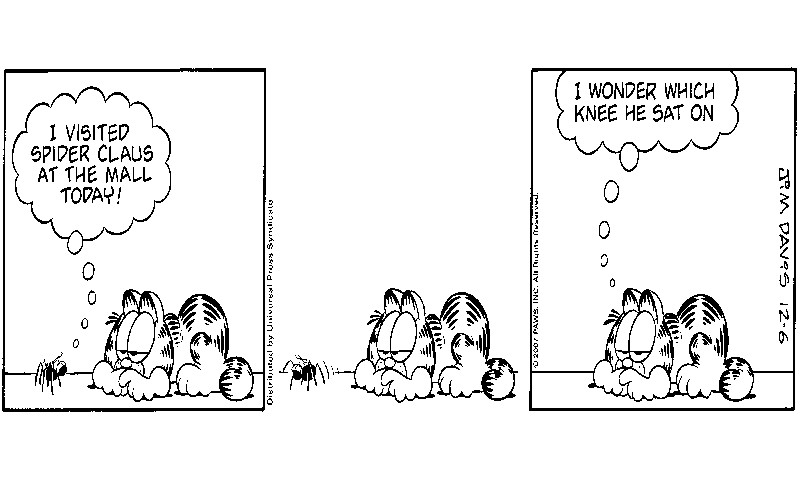 I VISITED
SPIDER CLAUS
AT THE MALL
TODAY!
Distributed by Universal Press Syndicate
© 2007 PAWS, INC. All Rights Reserved.
I WONDER WHICH
KNEE HE SAT ON
JIM DAVIS 12-6